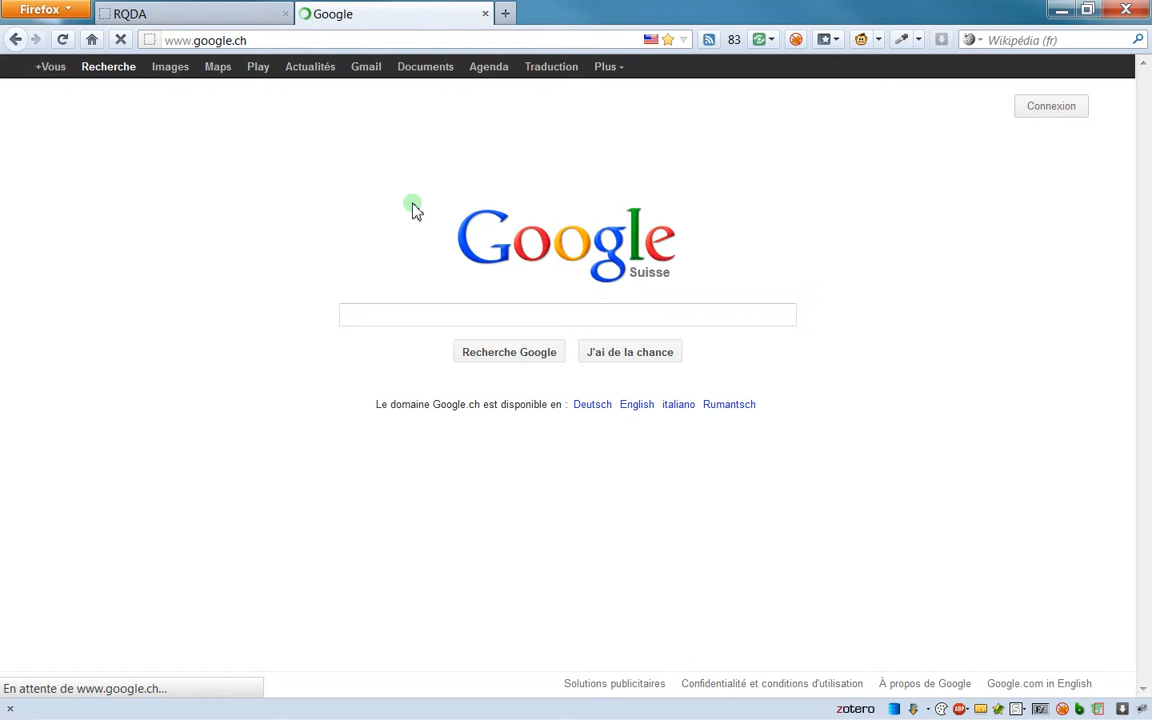 Firefox
RQDA
Google
www.google.ch
83
Wikipédia (fr)
+Vous Recherche Images Maps Play Actualités Gmail Documents Agenda Traduction Plus
Connexion
Google
Suisse
Recherche Google
J'ai de la chance
Le domaine Google.ch est disponible en : Deutsch English italiano Rumantsch
Solutions publicitaires Confidentialité et conditions d'utilisation À propos de Google Google.com in English
En attente de www.google.ch...
zotero ABP